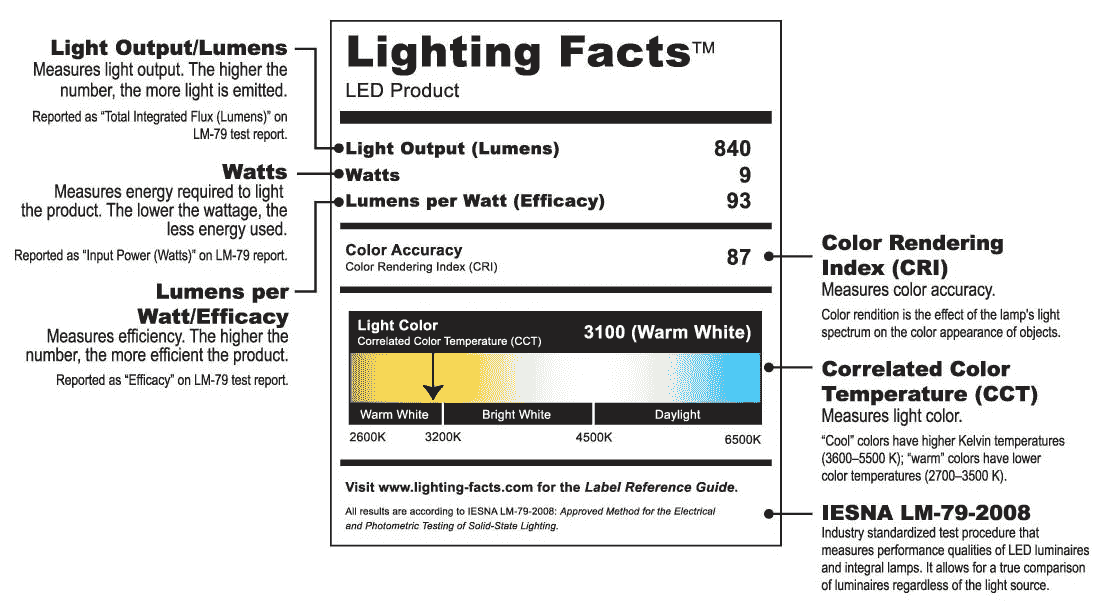 Light Output/Lumens
Measures light output. The higher the
number, the more light is emitted.
Reported as “Total Integrated Flux (Lumens)” on
LM-79 test report.
Watts
Measures energy required to light
the product. The lower the wattage, the
less energy used.
Reported as “Input Power (Watts)” on LM-79 report.
Lumens per
Watt/Efficacy
Measures efficiency. The higher the
number, the more efficient the product.
Reported as “Efficacy” on LM-79 test report.
Lighting Facts™
LED Product
Light Output (Lumens) 840
Watts 9
Lumens per Watt (Efficacy) 93
Color Accuracy
Color Rendering Index (CRI) 87
Light Color
Correlated Color Temperature (CCT) 3100 (Warm White)
Warm White Bright White Daylight
2600K 3200K 4500K 6500K
Visit www.lighting-facts.com for the Label Reference Guide.
All results are according to IESNA LM-79-2008: Approved Method for the Electrical
and Photometric Testing of Solid-State Lighting.
Color Rendering
Index (CRI)
Measures color accuracy.
Color rendition is the effect of the lamp's light
spectrum on the color appearance of objects.
Correlated Color
Temperature (CCT)
Measures light color.
“Cool” colors have higher Kelvin temperatures
(3600–5500 K); “warm” colors have lower
color temperatures (2700–3500 K).
IESNA LM-79-2008
Industry standardized test procedure that
measures performance qualities of LED luminaires
and integral lamps. It allows for a true comparison
of luminaires regardless of the light source.